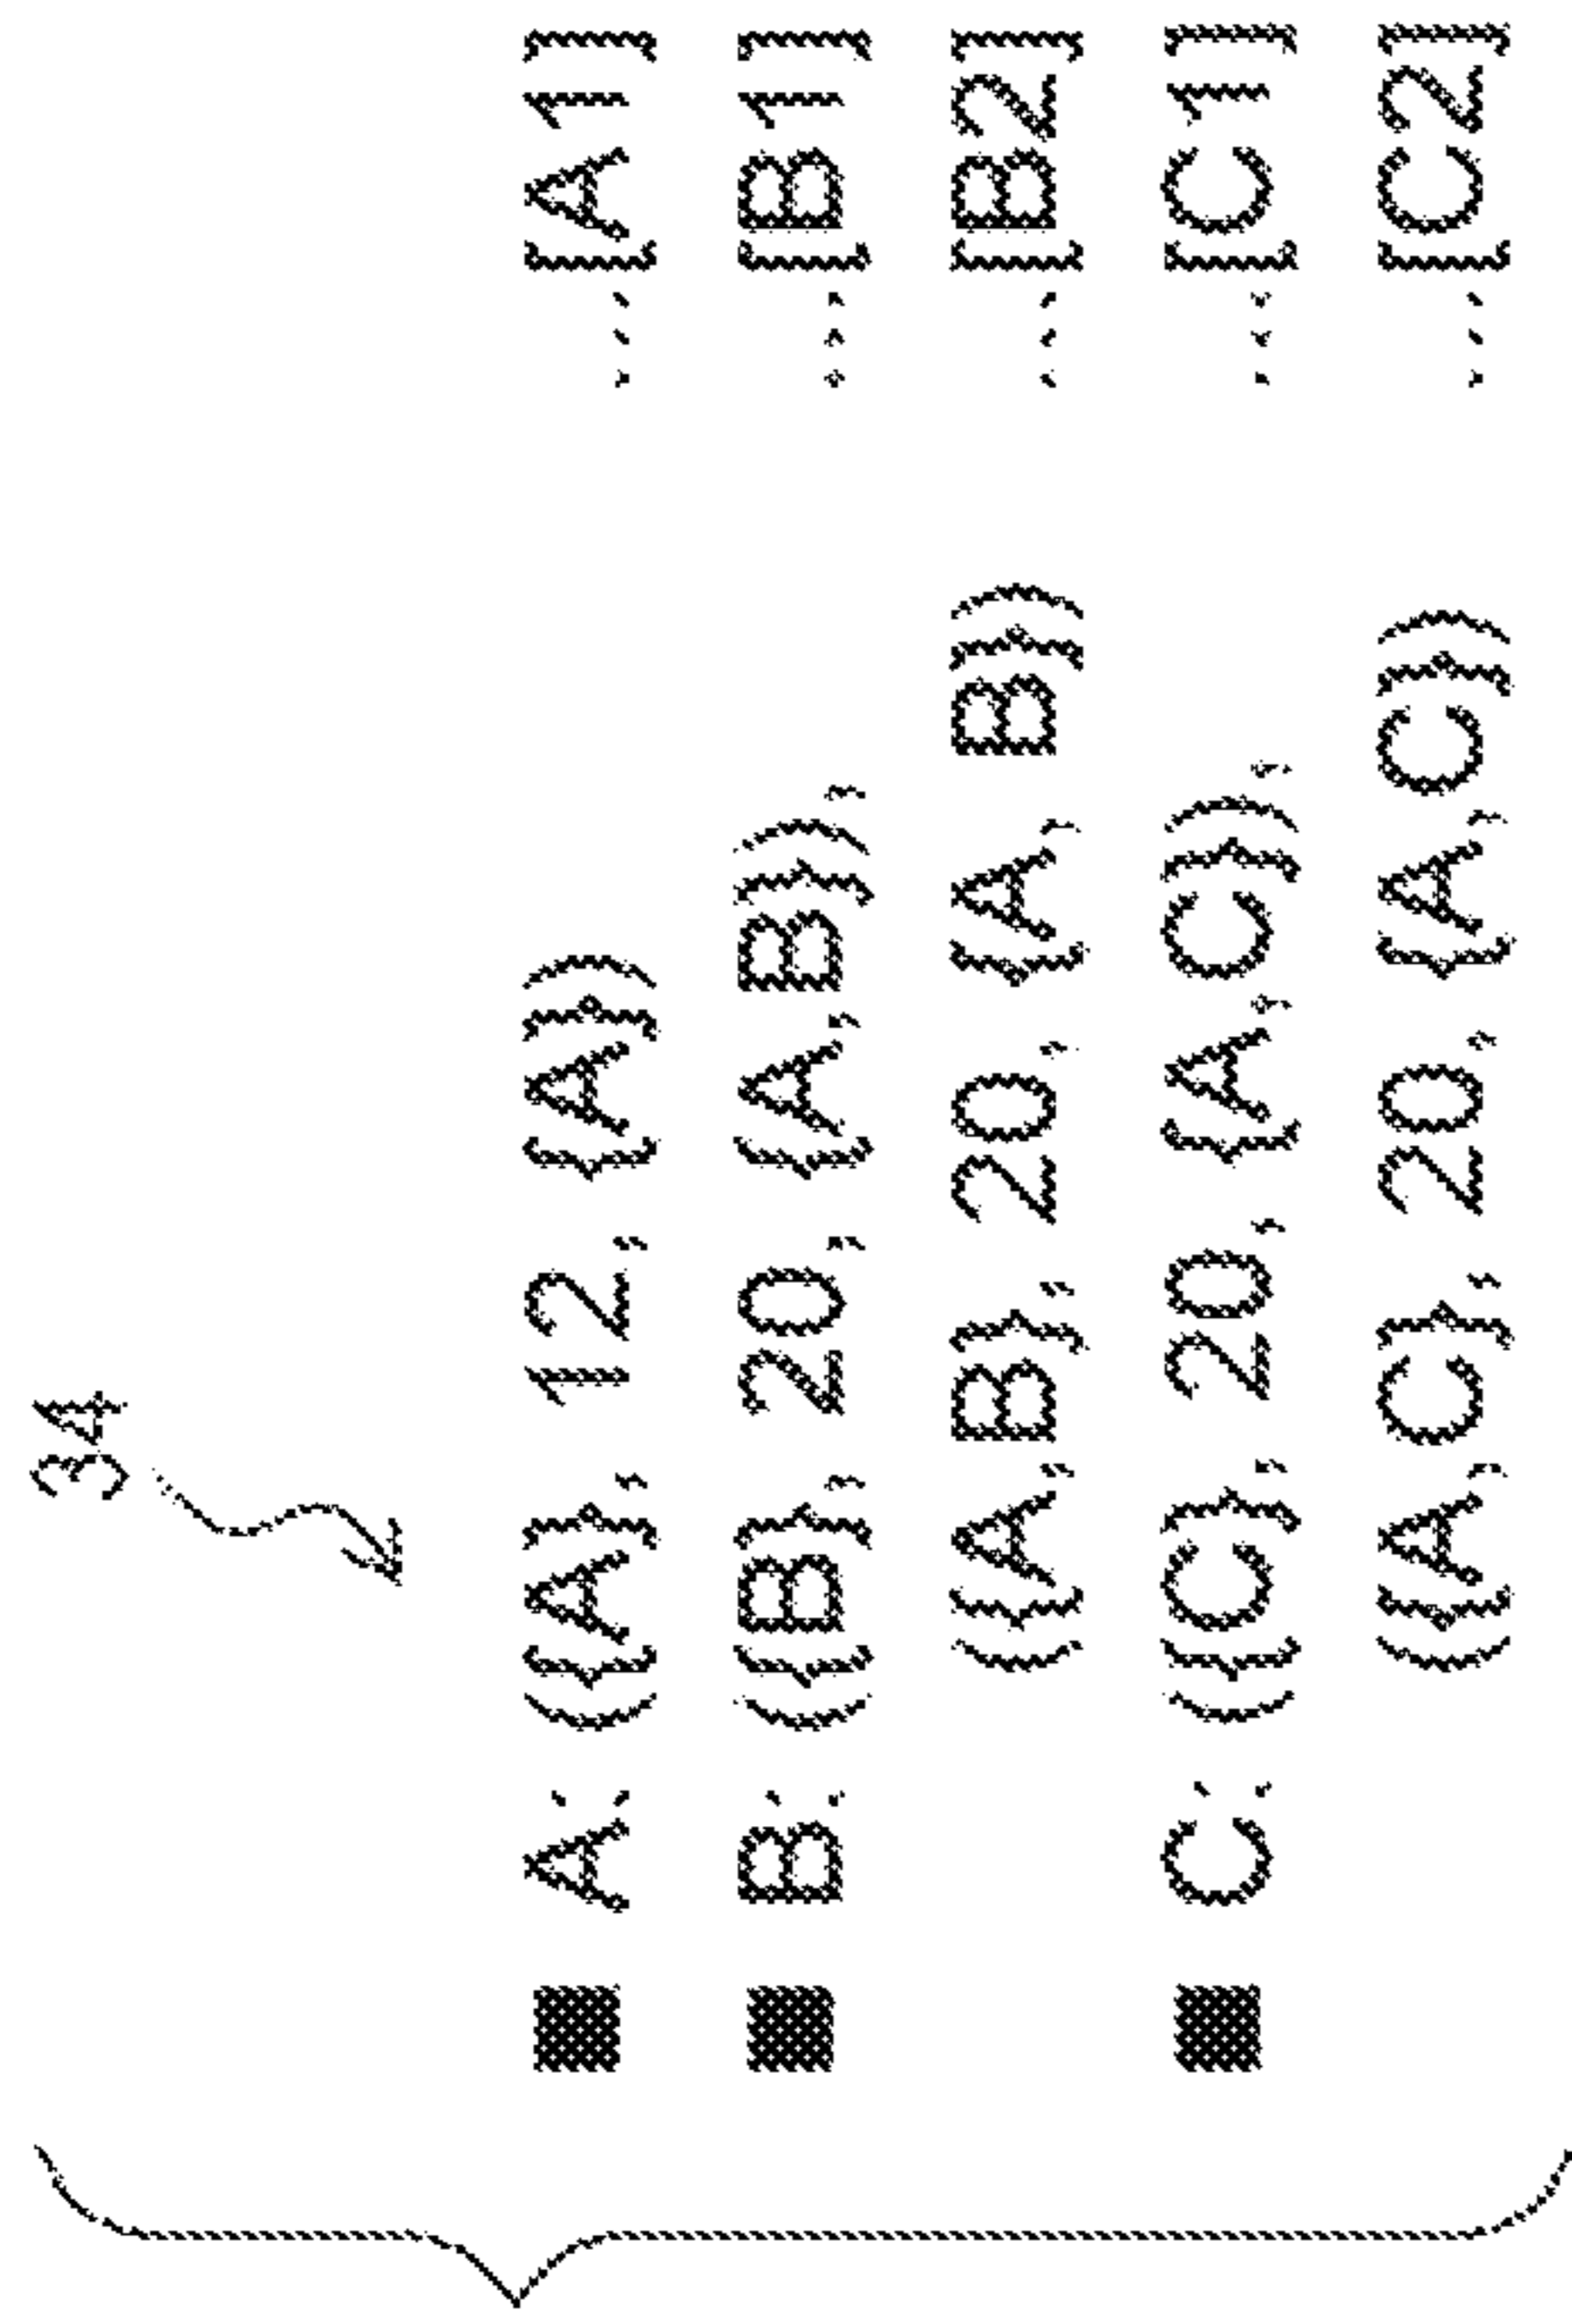 34
■ A: ({A}, 12, {A}) ...[A1]
■ B: ({B}, 20, {A, B}), ...[B1]
({A, B}, 20, {A, B}) ...[B2]
■ C: ({C}, 20, {A, C}), ...[C1]
({A, C}, 20, {A, C}) ...[C2]